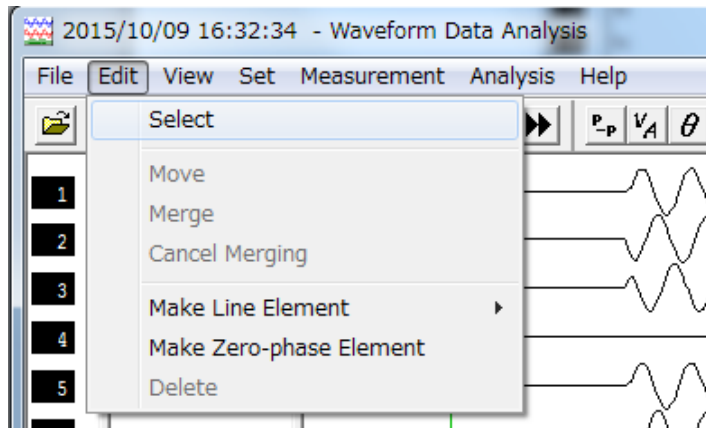 2015/10/09 16:32:34 - Waveform Data Analysis
File Edit View Set Measurement Analysis Help
P-P V/A θ
Select
Move
Merge
Cancel Merging
Make Line Element
Make Zero-phase Element
Delete
1
2
3
4
5